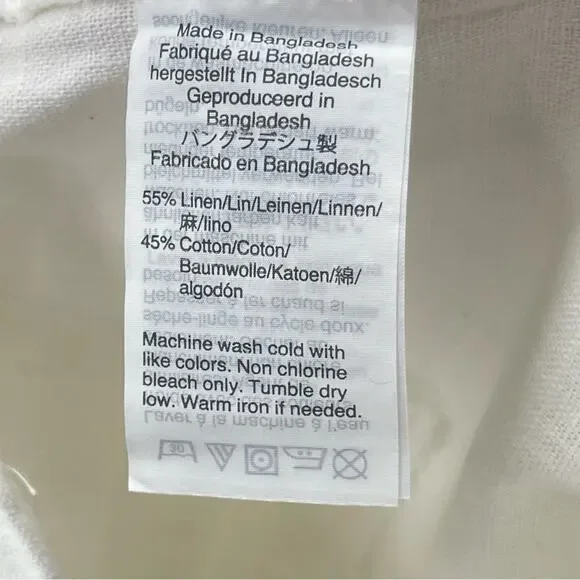 Made in Bangladesh
Fabriqué au Bangladesh
hergestellt In Bangladesch
Geproduceerd in
Bangladesh
バングラデシュ製
Fabricado en Bangladesh
55% Linen/Lin/Leinen/Linnen/
麻/lino
45% Cotton/Coton/
Baumwolle/Katoen/綿/
algodón
Machine wash cold with
like colors. Non chlorine
bleach only. Tumble dry
low. Warm iron if needed.
30